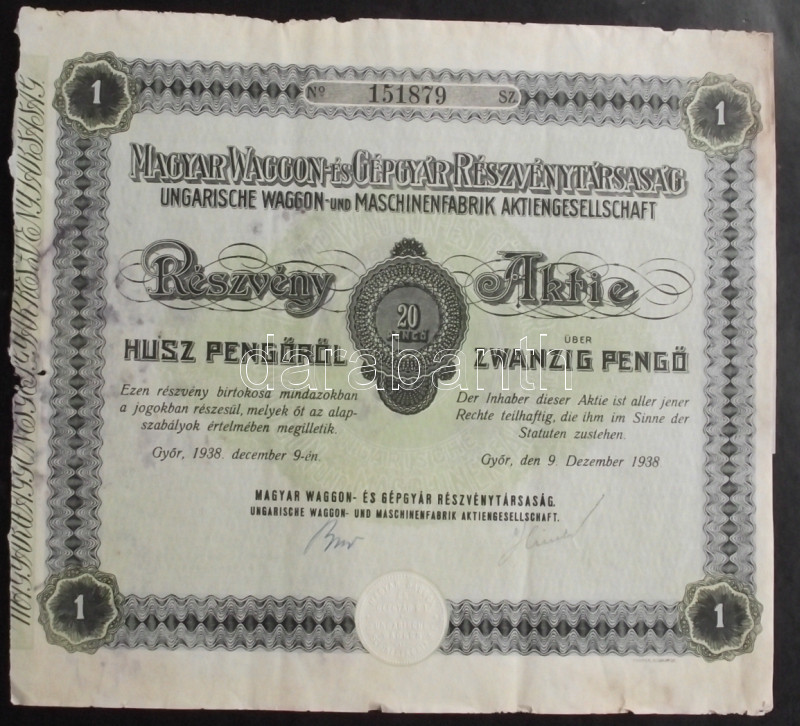 Nº 151879 SZ.
1
1
MAGYAR WAGGON- ÉS GÉPGYÁR RÉSZVÉNYTÁRSASÁG
UNGARISCHE WAGGON- UND MASCHINENFABRIK AKTIENGESELLSCHAFT
Részvény
HUSZ PENGŐRŐL
Ezen részvény birtokosa mindazokban
a jogokban részesül, melyek őt az alap-
szabályok értelmében megilletik.
Győr, 1938. december 9-én.
20
PENGŐ
Aktie
ÜBER
ZWANZIG PENGŐ
Der Inhaber dieser Aktie ist aller jener
Rechte teilhaftig, die ihm im Sinne der
Statuten zustehen.
Győr, den 9. Dezember 1938
darabanth
MAGYAR WAGGON- ÉS GÉPGYÁR RÉSZVÉNYTÁRSASÁG.
UNGARISCHE WAGGON- UND MASCHINENFABRIK AKTIENGESELLSCHAFT.
1
1